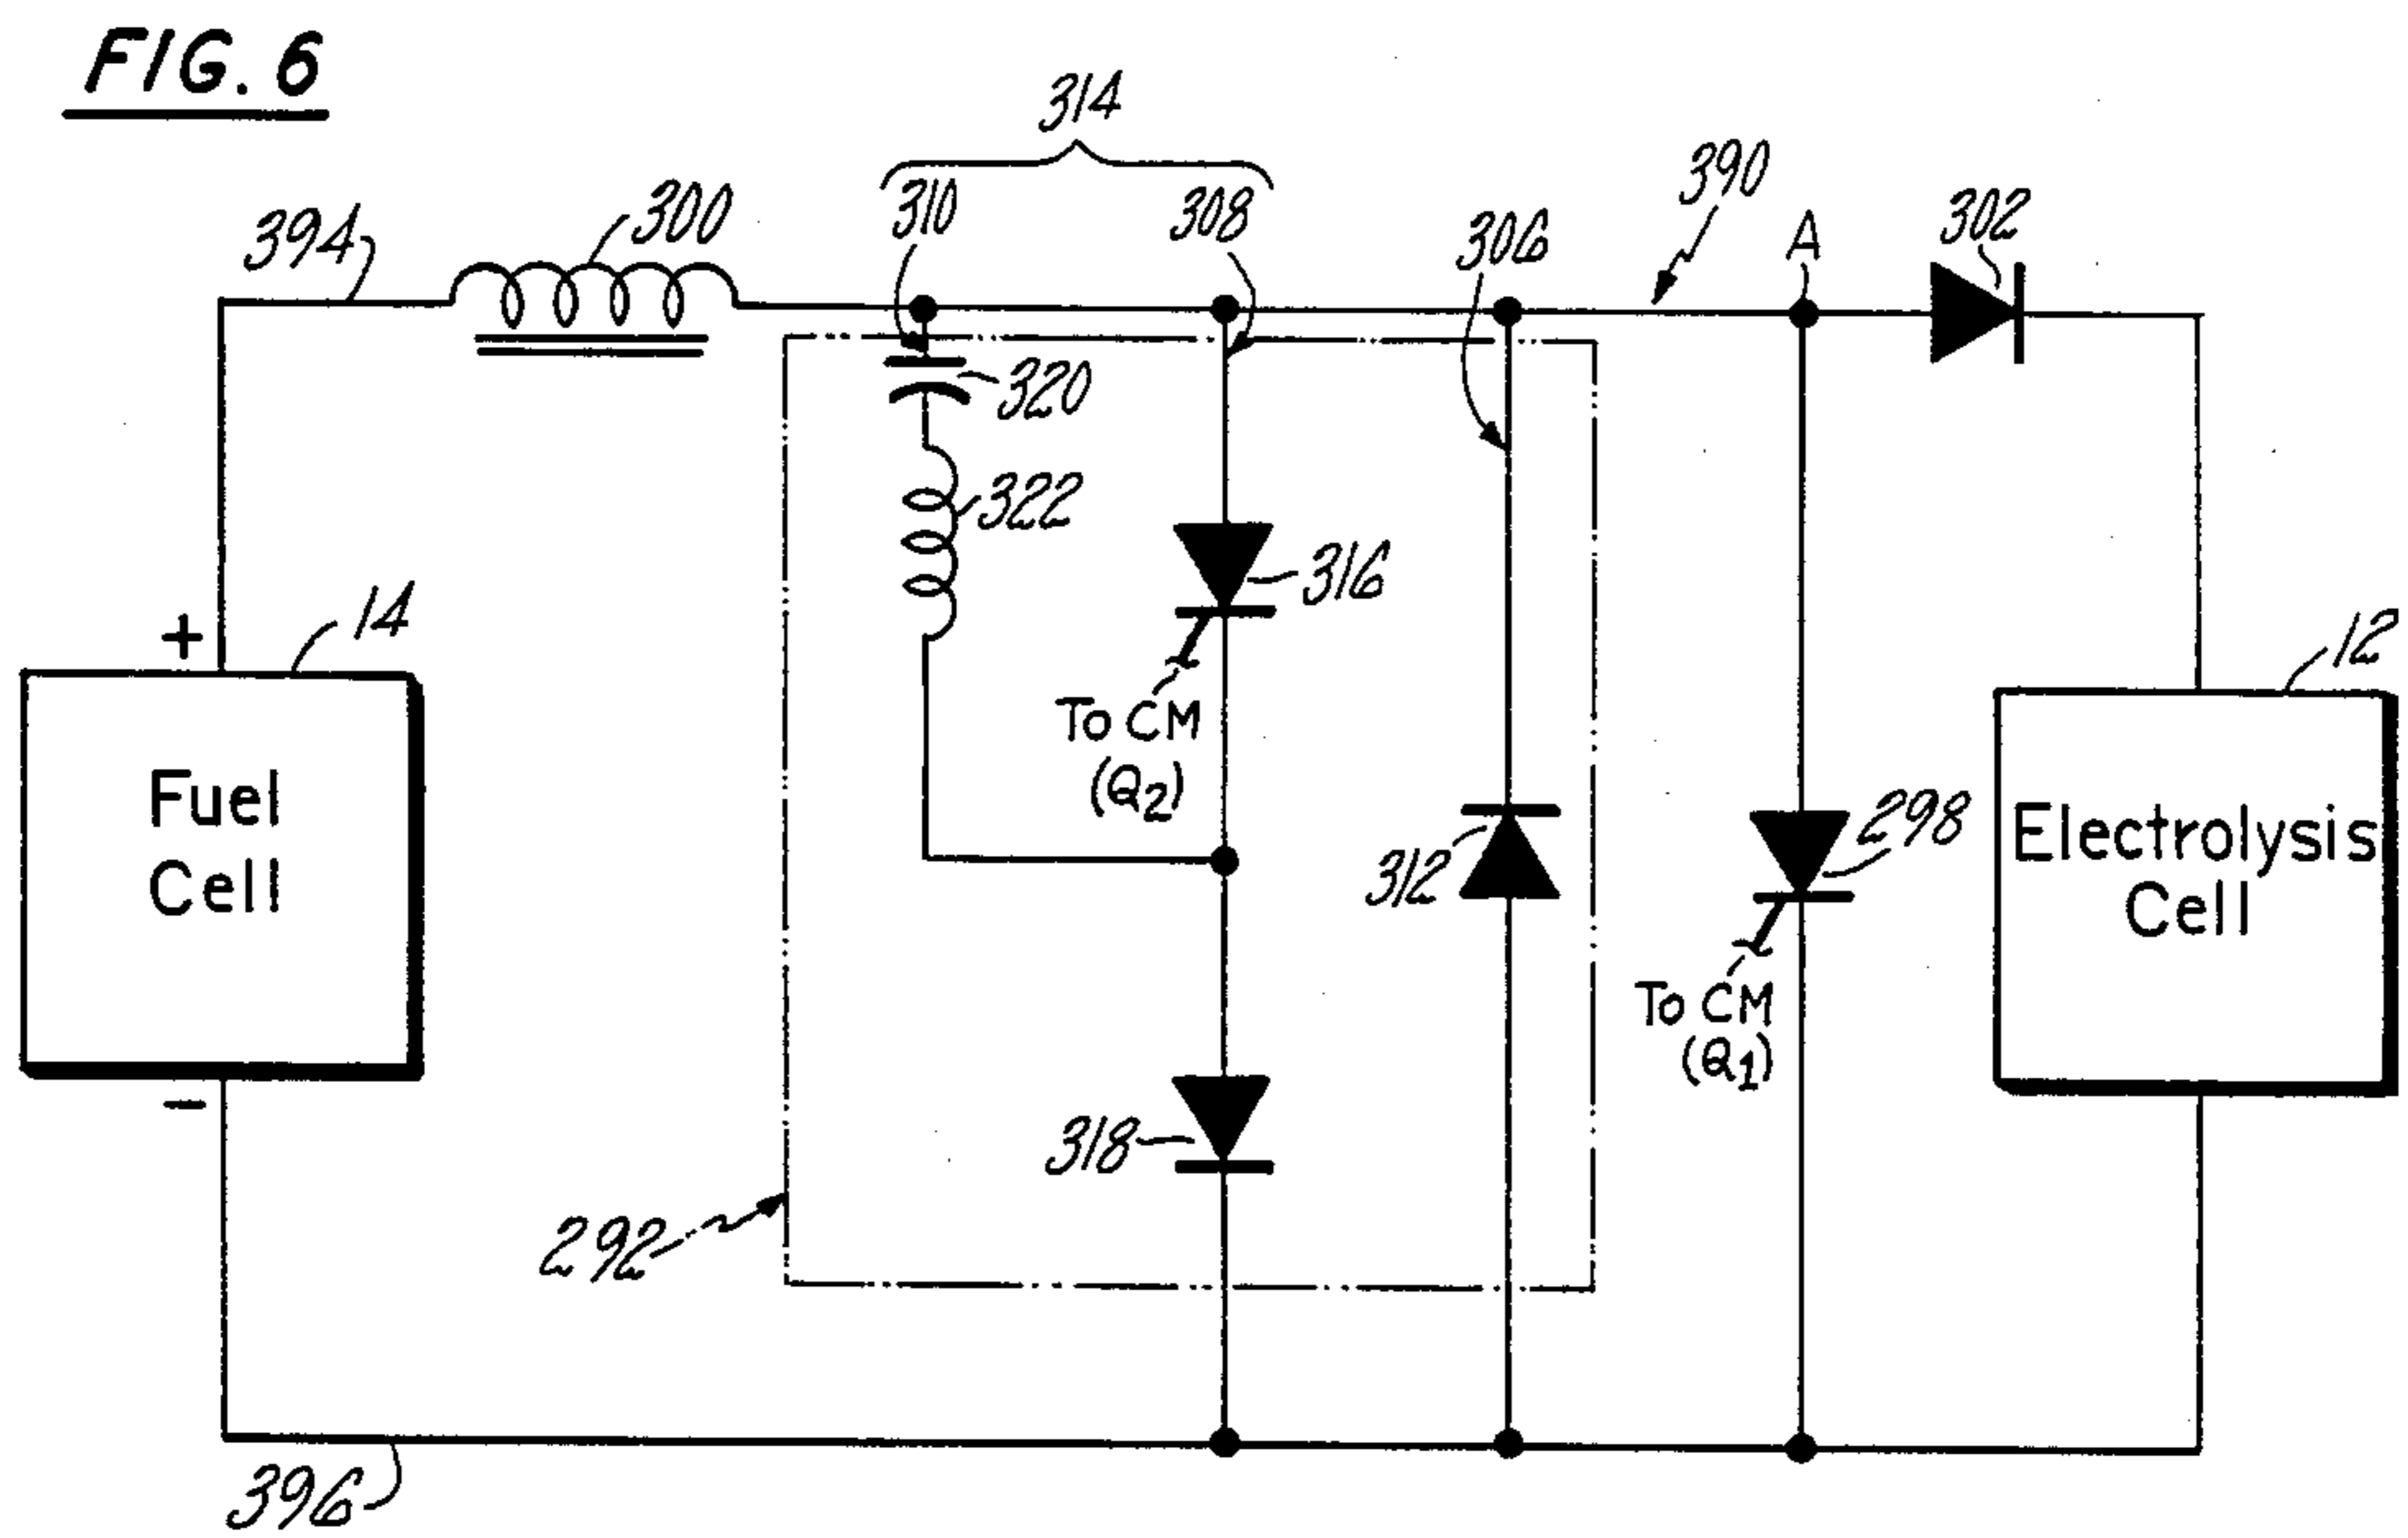 FIG. 6
314
310
308
390
394
300
306
A
302
320
322
316
+
14
12
To CM
(Q2)
Fuel
Cell
312
298
Electrolysis
Cell
To CM
(Q1)
−
318
292
396